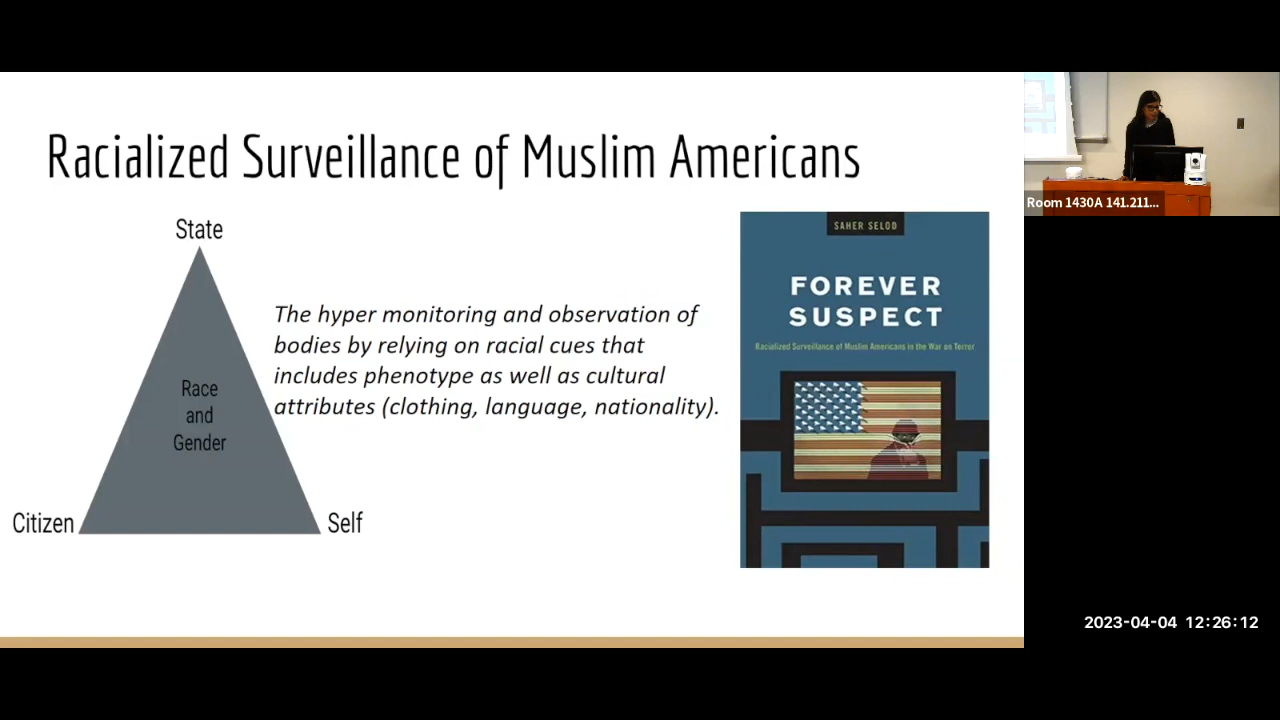 Racialized Surveillance of Muslim Americans
State
Race
and
Gender
Citizen
Self
The hyper monitoring and observation of
bodies by relying on racial cues that
includes phenotype as well as cultural
attributes (clothing, language, nationality).
SAHER SELOD
FOREVER
SUSPECT
Racialized Surveillance of Muslim Americans in the War on Terror
Room 1430A 141.211...
2023-04-04 12:26:12